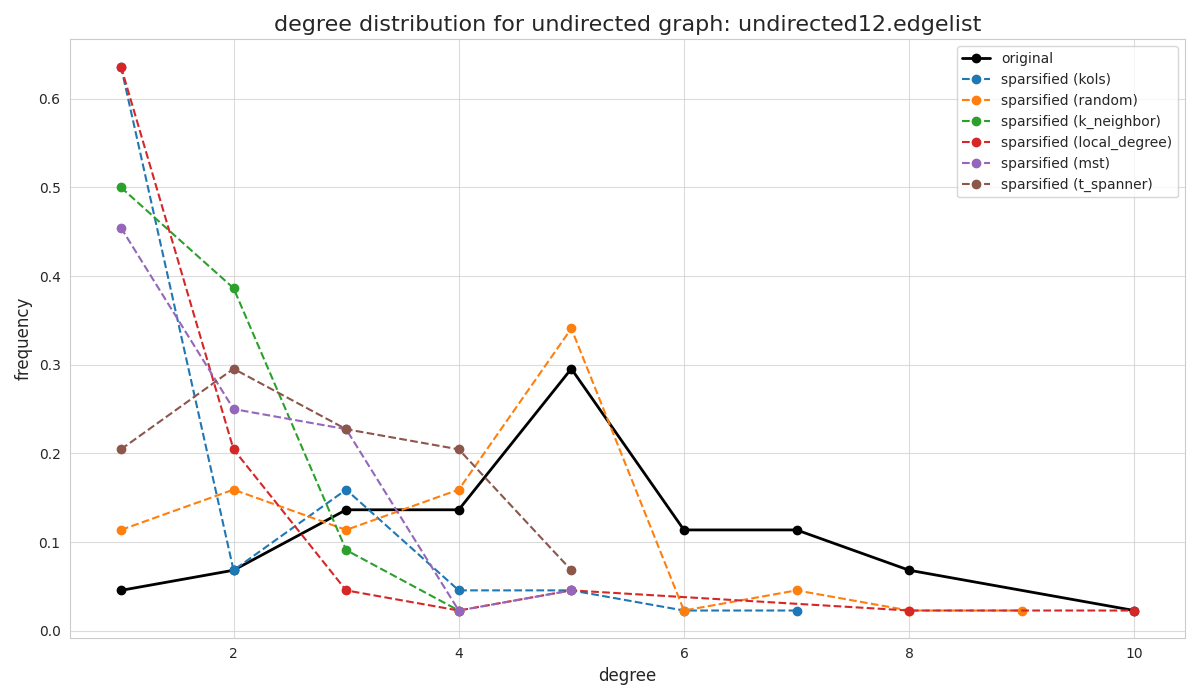 degree distribution for undirected graph: undirected12.edgelist
original
sparsified (kols)
sparsified (random)
sparsified (k_neighbor)
sparsified (local_degree)
sparsified (mst)
sparsified (t_spanner)
frequency
0.6
0.5
0.4
0.3
0.2
0.1
0.0
2 4 6 8 10
degree